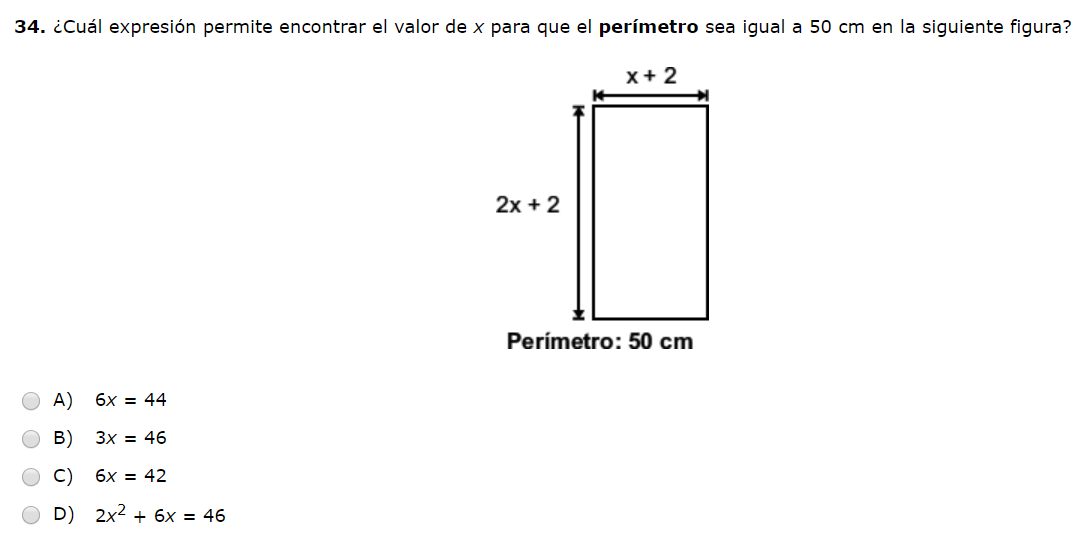 34. ¿Cuál expresión permite encontrar el valor de x para que el perímetro sea igual a 50 cm en la siguiente figura?
x + 2
2x + 2
Perímetro: 50 cm
A) 6x = 44
B) 3x = 46
C) 6x = 42
D) 2x² + 6x = 46